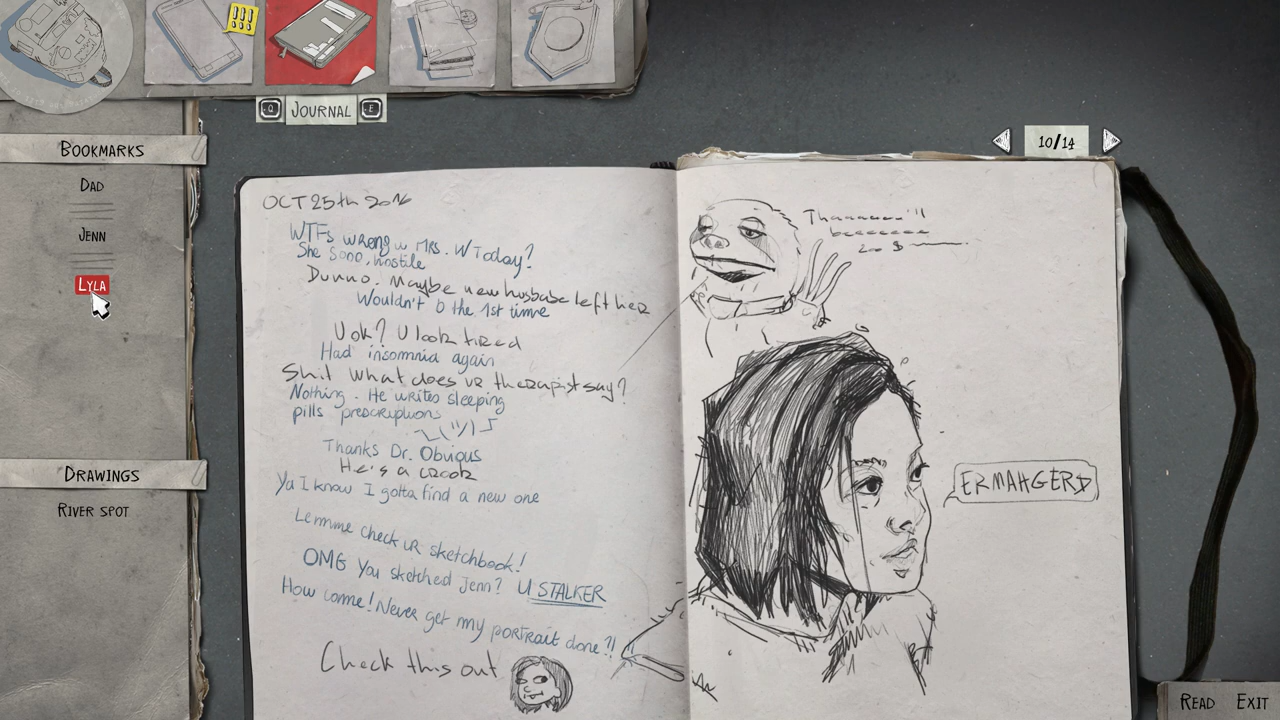 Q
JOURNAL
E
BOOKMARKS
DAD
JENN
LYLA
DRAWINGS
RIVER SPOT
10/14
OCT 25th 2016
WTFs wrong w MRS. W Today?
She sooo hostile
Dunno. Maybe new husbabe left her
Wouldn't b the 1st time
U ok? U look tired
Had insomnia again
Shit what does ur therapist say?
Nothing. He writes sleeping
pills prescriptions
¯\_(ツ)_/¯
Thanks Dr. Obvious
He's a crook
Ya I know I gotta find a new one
Lemme check uR sketchbook!
OMG You sketched Jenn? U STALKER
How come I Never get my portrait done?!
Check this out
ERMAHGERD
READ
EXIT